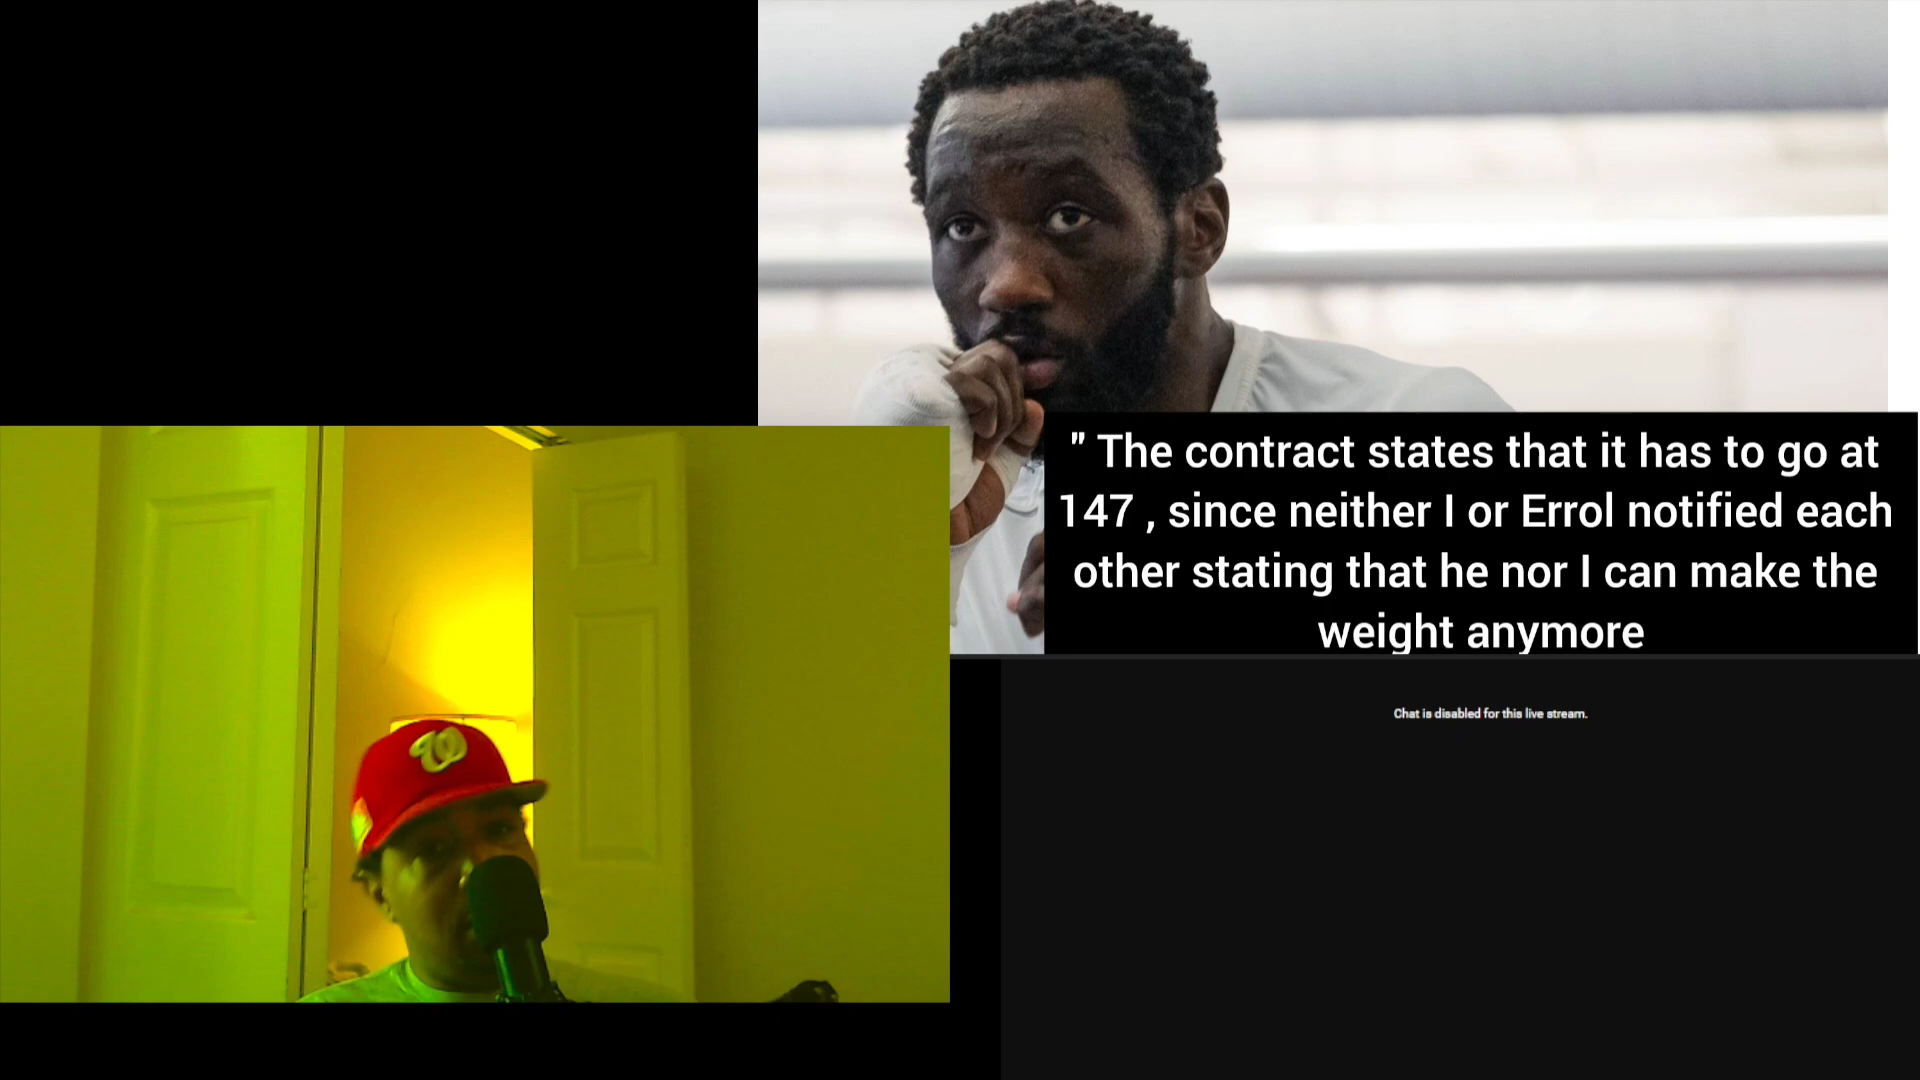 W
" The contract states that it has to go at
147 , since neither I or Errol notified each
other stating that he nor I can make the
weight anymore
Chat is disabled for this live stream.